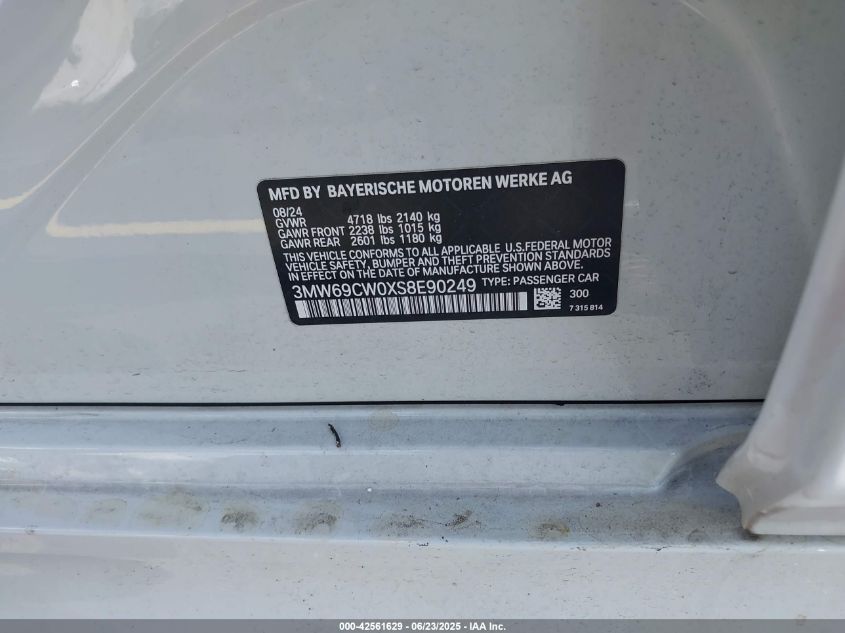 MFD BY BAYERISCHE MOTOREN WERKE AG
08/24
GVWR 4718 lbs 2140 kg
GAWR FRONT 2238 lbs 1015 kg
GAWR REAR 2601 lbs 1180 kg
THIS VEHICLE CONFORMS TO ALL APPLICABLE U.S.FEDERAL MOTOR
VEHICLE SAFETY, BUMPER AND THEFT PREVENTION STANDARDS
IN EFFECT ON THE DATE OF MANUFACTURE SHOWN ABOVE.
3MW69CW0XS8E90249 TYPE: PASSENGER CAR
300
7 315 814
000-42561629 - 06/23/2025 - IAA Inc.